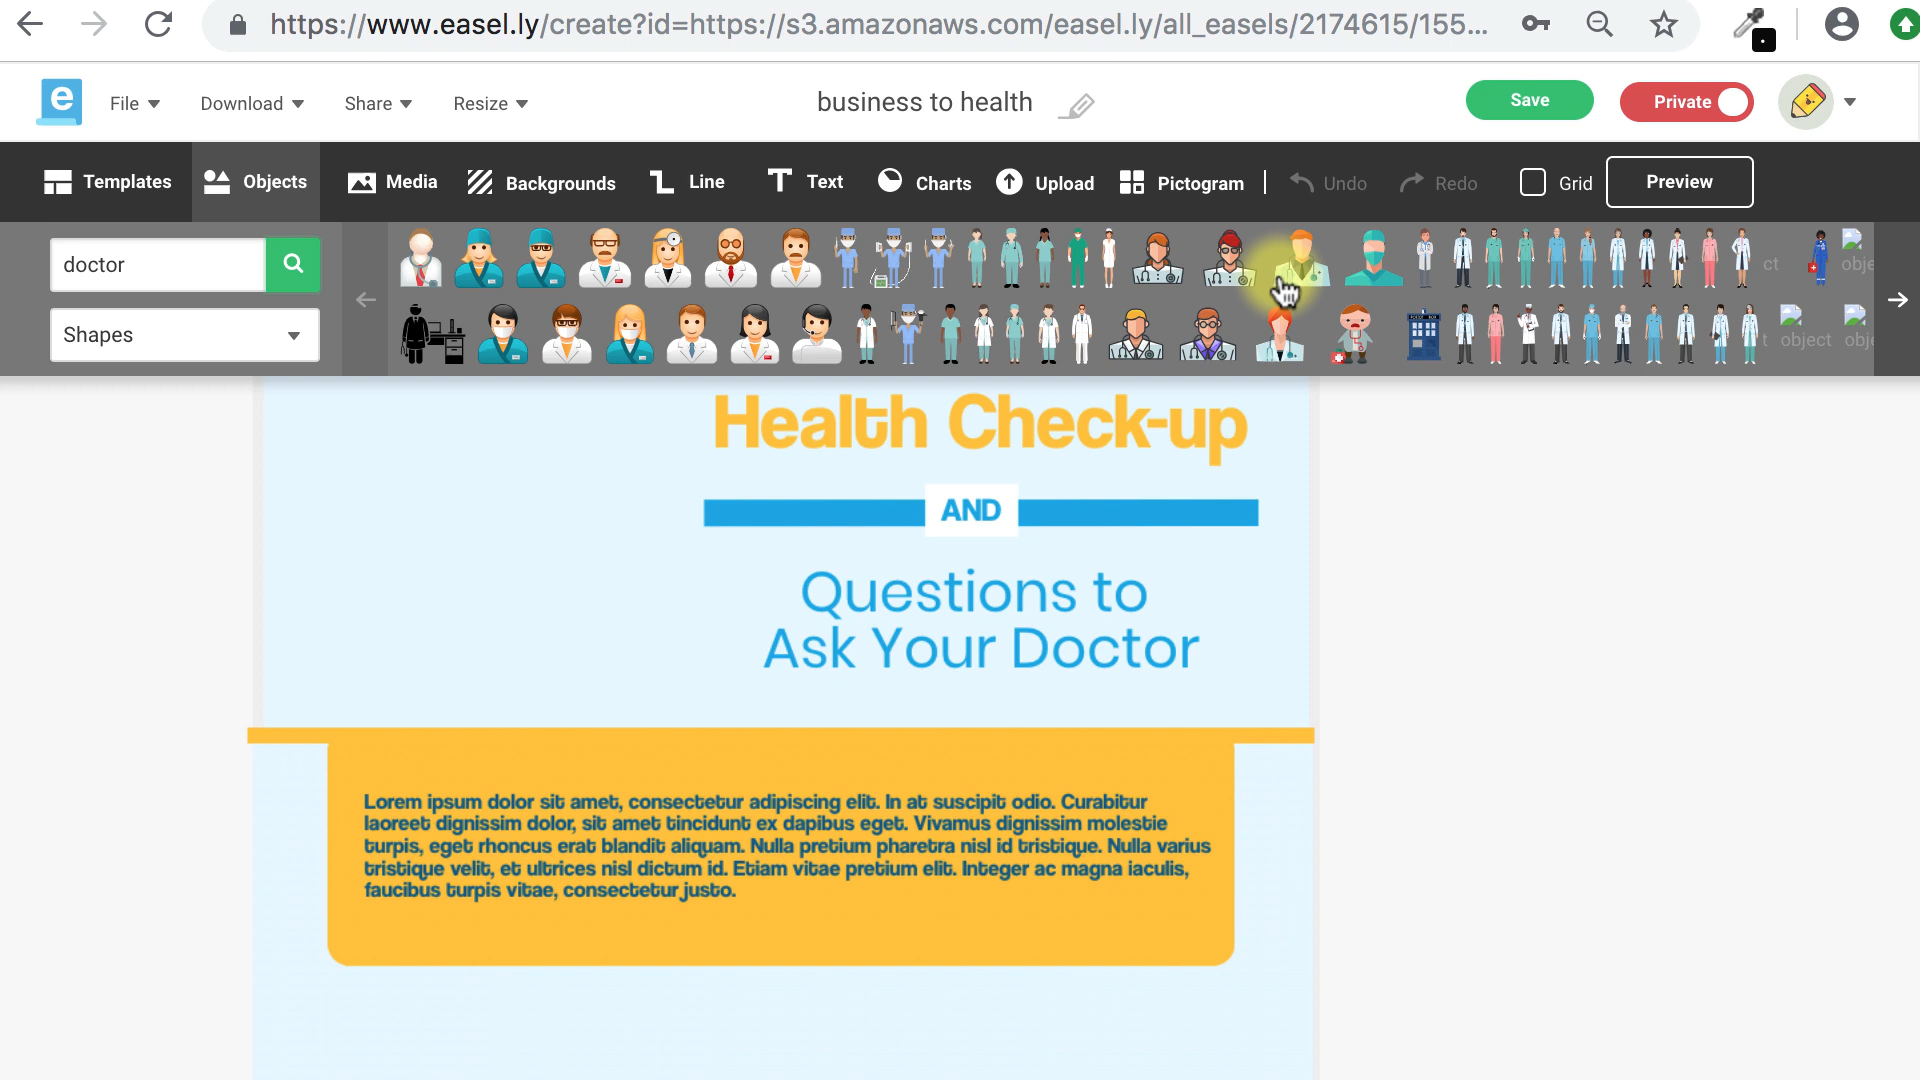 https://www.easel.ly/create?id=https://s3.amazonaws.com/easel.ly/all_easels/2174615/155...
e
File
Download
Share
Resize
business to health
Save
Private
Templates
Objects
Media
Backgrounds
Line
Text
Charts
Upload
Pictogram
Undo
Redo
Grid
Preview
doctor
ct
obje
Shapes
t
object
obje
Health Check-up
AND
Questions to
Ask Your Doctor
Lorem ipsum dolor sit amet, consectetur adipiscing elit. In at suscipit odio. Curabitur
laoreet dignissim dolor, sit amet tincidunt ex dapibus eget. Vivamus dignissim molestie
turpis, eget rhoncus erat blandit aliquam. Nulla pretium pharetra nisl id tristique. Nulla varius
tristique velit, et ultrices nisl dictum id. Etiam vitae pretium elit. Integer ac magna iaculis,
faucibus turpis vitae, consectetur justo.